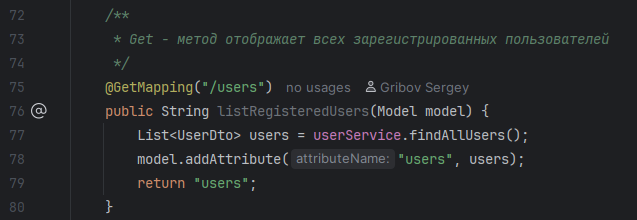 72 /**
73 * Get - метод отображает всех зарегистрированных пользователей
74 */
75 @GetMapping("/users") no usages Gribov Sergey
76 public String listRegisteredUsers(Model model) {
77 List<UserDto> users = userService.findAllUsers();
78 model.addAttribute( attributeName: "users", users);
79 return "users";
80 }